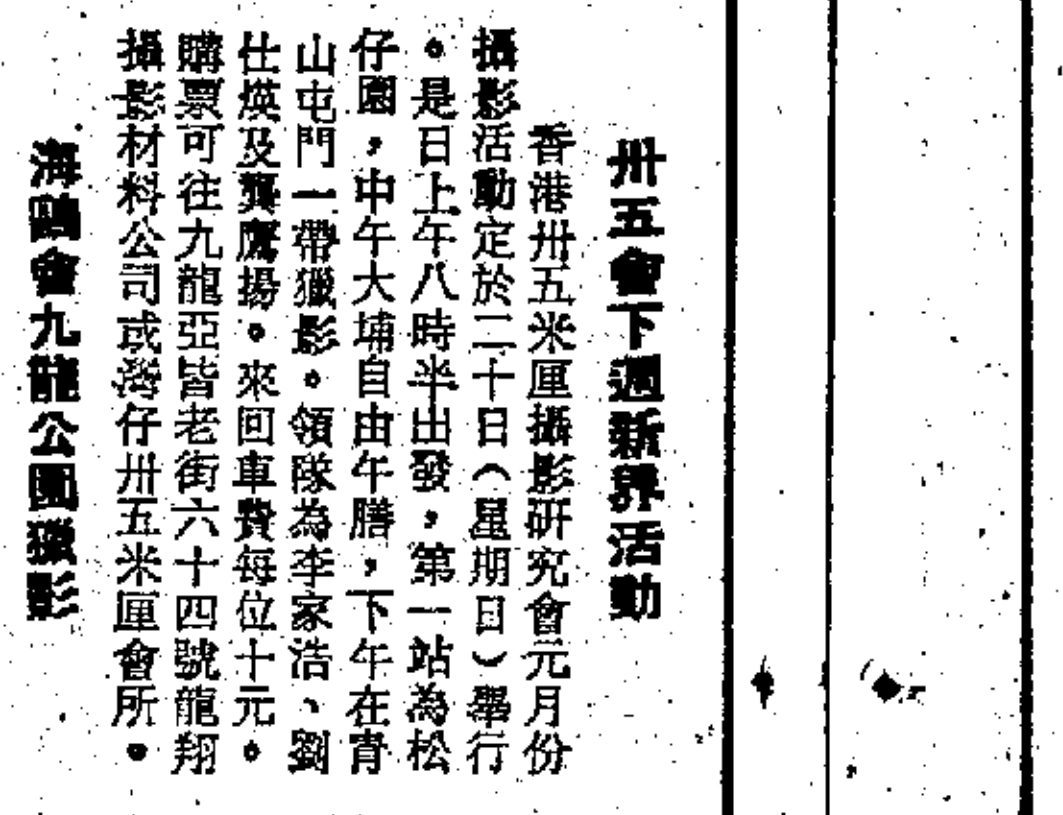 卅五會下週新界活動
香港卅五米厘攝影研究會元月份
攝影活動定於二十日（星期日）舉行
。是日上午八時半出發，第一站為松
仔園，中午大埔自由午膳，下午在青
山屯門一帶獵影。領隊為李家浩、劉
仕煐及龔鷹揚。來回車費每位十元。
購票可往九龍亞皆老街六十四號龍翔
攝影材料公司或灣仔卅五米厘會所。
海鷗會九龍公園獵影